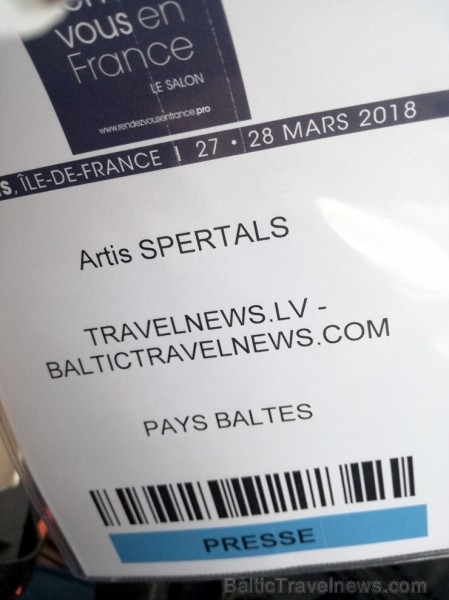 vous en
France
LE SALON
www.rendezvousenfrance.pro
ÎLE-DE-FRANCE | 27 • 28 MARS 2018
Artis SPERTALS
TRAVELNEWS.LV -
BALTICTRAVELNEWS.COM
PAYS BALTES
PRESSE
BalticTravelnews.com